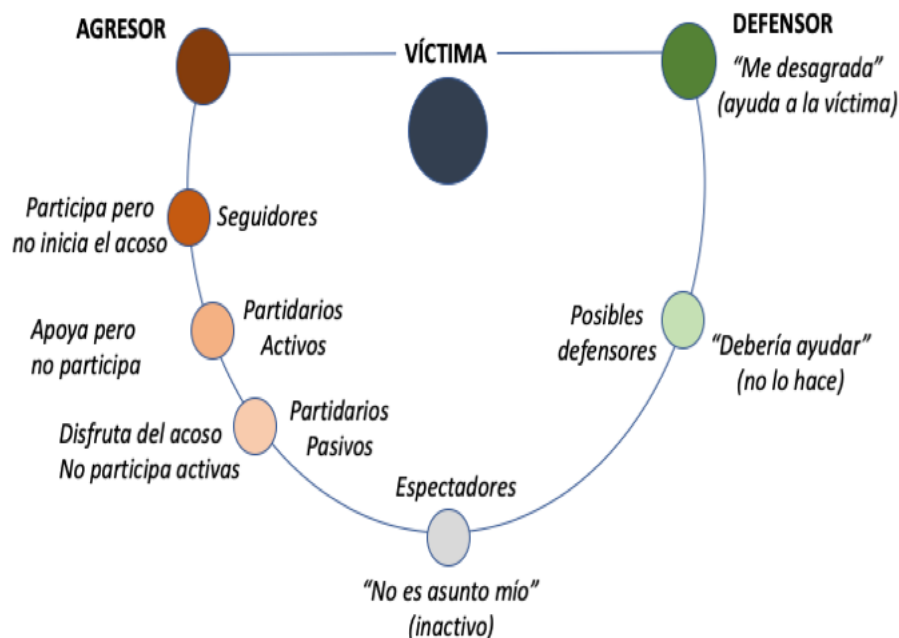 AGRESOR
VÍCTIMA
DEFENSOR
“Me desagrada”
(ayuda a la víctima)
Participa pero
no inicia el acoso
Seguidores
Apoya pero
no participa
Partidarios
Activos
Posibles
defensores
“Debería ayudar”
(no lo hace)
Disfruta del acoso
No participa activas
Partidarios
Pasivos
Espectadores
“No es asunto mío”
(inactivo)